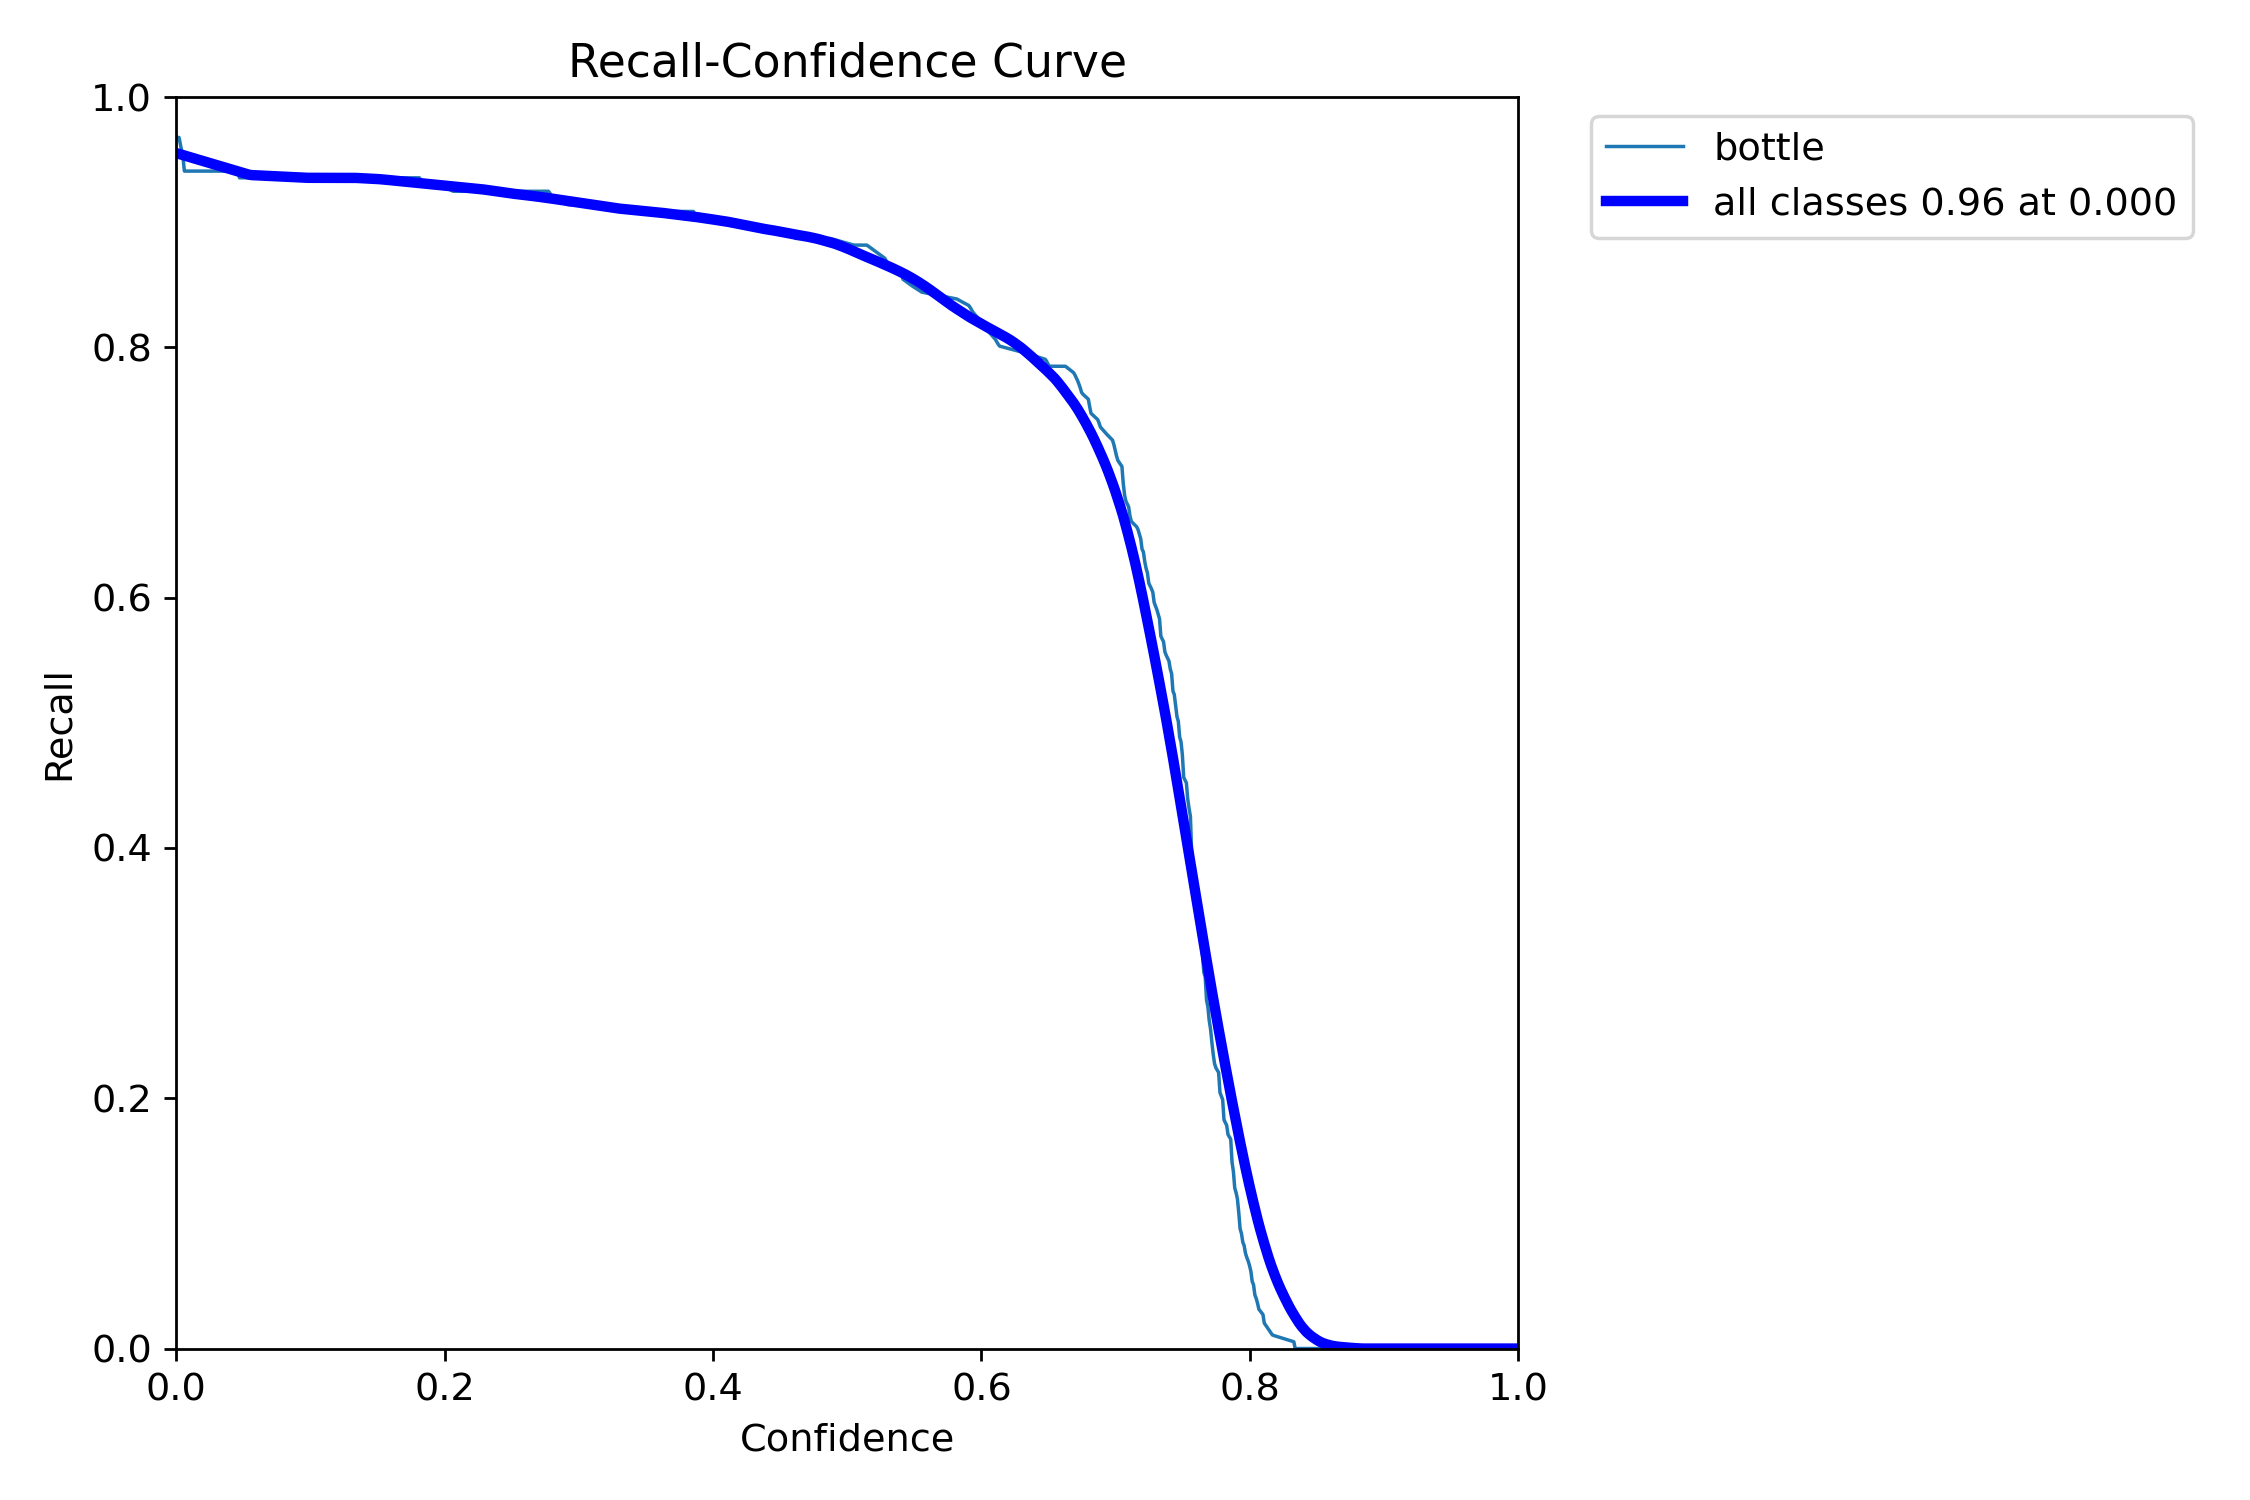 Recall-Confidence Curve
1.0
0.8
0.6
0.4
0.2
0.0
Recall
0.0 0.2 0.4 0.6 0.8 1.0
Confidence
bottle
all classes 0.96 at 0.000